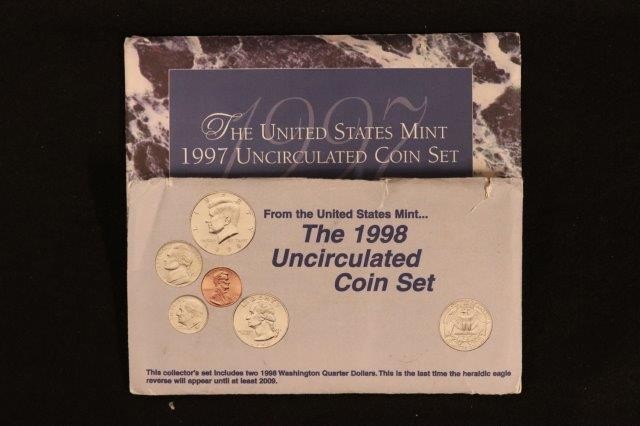 1997
THE UNITED STATES MINT
1997 UNCIRCULATED COIN SET
From the United States Mint...
The 1998
Uncirculated
Coin Set
This collector's set includes two 1998 Washington Quarter Dollars. This is the last time the heraldic eagle
reverse will appear until at least 2009.